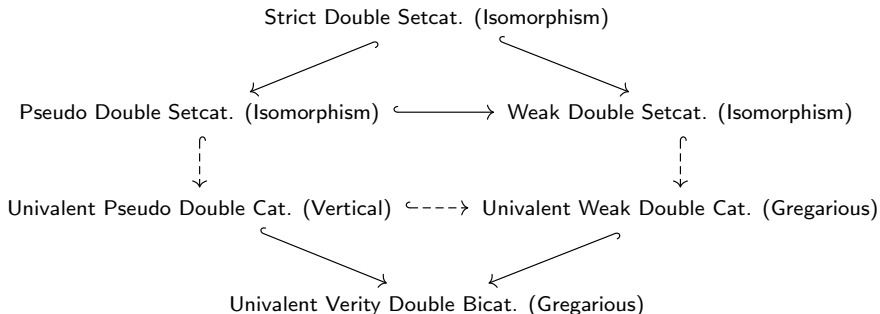 Strict Double Setcat. (Isomorphism)
Pseudo Double Setcat. (Isomorphism) Weak Double Setcat. (Isomorphism)
Univalent Pseudo Double Cat. (Vertical) Univalent Weak Double Cat. (Gregarious)
Univalent Verity Double Bicat. (Gregarious)